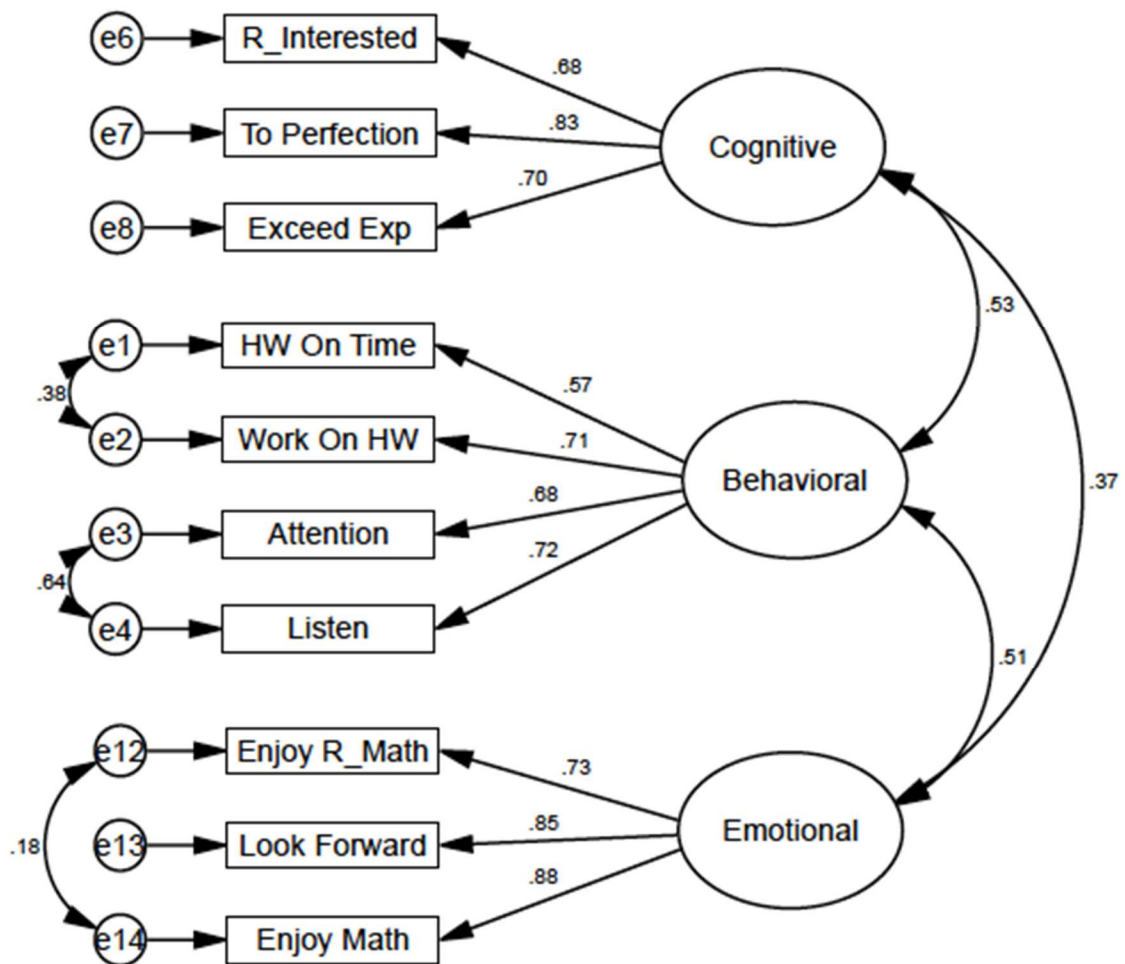 e6
R_Interested
.68
e7
To Perfection
.83
Cognitive
e8
Exceed Exp
.70
.53
e1
HW On Time
.57
.38
e2
Work On HW
.71
Behavioral
.37
e3
Attention
.68
.64
e4
Listen
.72
.51
e12
Enjoy R_Math
.73
.18
e13
Look Forward
.85
Emotional
e14
Enjoy Math
.88